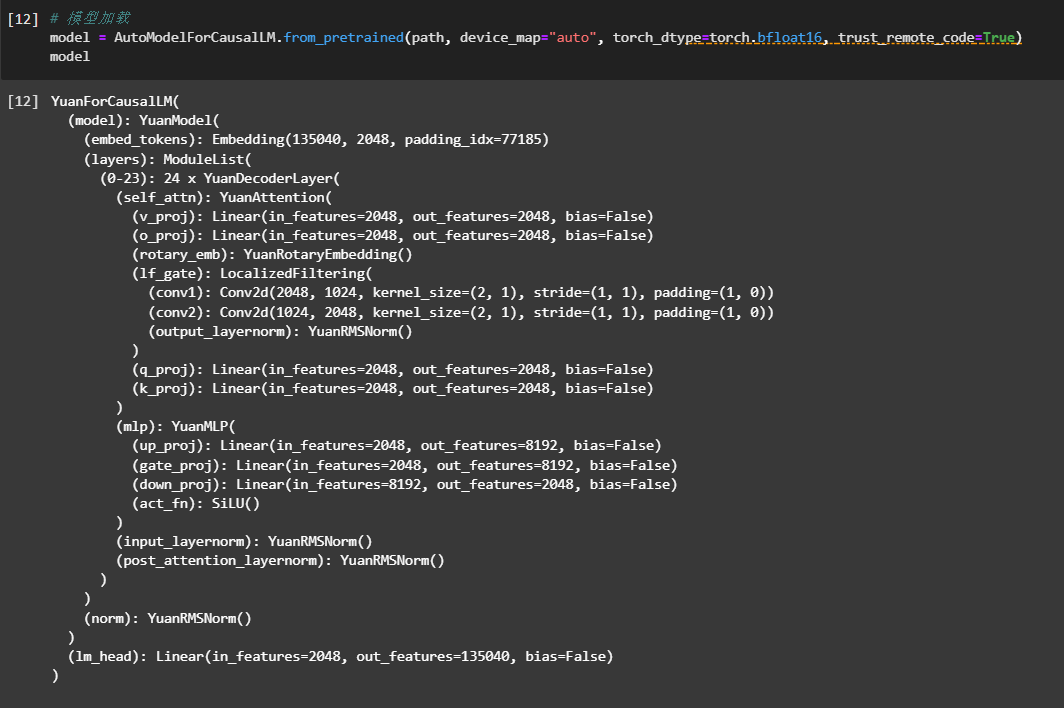 [12] # 模型加载
model = AutoModelForCausalLM.from_pretrained(path, device_map="auto", torch_dtype=torch.bfloat16, trust_remote_code=True)
model
[12] YuanForCausalLM(
  (model): YuanModel(
    (embed_tokens): Embedding(135040, 2048, padding_idx=77185)
    (layers): ModuleList(
      (0-23): 24 x YuanDecoderLayer(
        (self_attn): YuanAttention(
          (v_proj): Linear(in_features=2048, out_features=2048, bias=False)
          (o_proj): Linear(in_features=2048, out_features=2048, bias=False)
          (rotary_emb): YuanRotaryEmbedding()
          (lf_gate): LocalizedFiltering(
            (conv1): Conv2d(2048, 1024, kernel_size=(2, 1), stride=(1, 1), padding=(1, 0))
            (conv2): Conv2d(1024, 2048, kernel_size=(2, 1), stride=(1, 1), padding=(1, 0))
            (output_layernorm): YuanRMSNorm()
          )
          (q_proj): Linear(in_features=2048, out_features=2048, bias=False)
          (k_proj): Linear(in_features=2048, out_features=2048, bias=False)
        )
        (mlp): YuanMLP(
          (up_proj): Linear(in_features=2048, out_features=8192, bias=False)
          (gate_proj): Linear(in_features=2048, out_features=8192, bias=False)
          (down_proj): Linear(in_features=8192, out_features=2048, bias=False)
          (act_fn): SiLU()
        )
        (input_layernorm): YuanRMSNorm()
        (post_attention_layernorm): YuanRMSNorm()
      )
    )
    (norm): YuanRMSNorm()
  )
  (lm_head): Linear(in_features=2048, out_features=135040, bias=False)
)